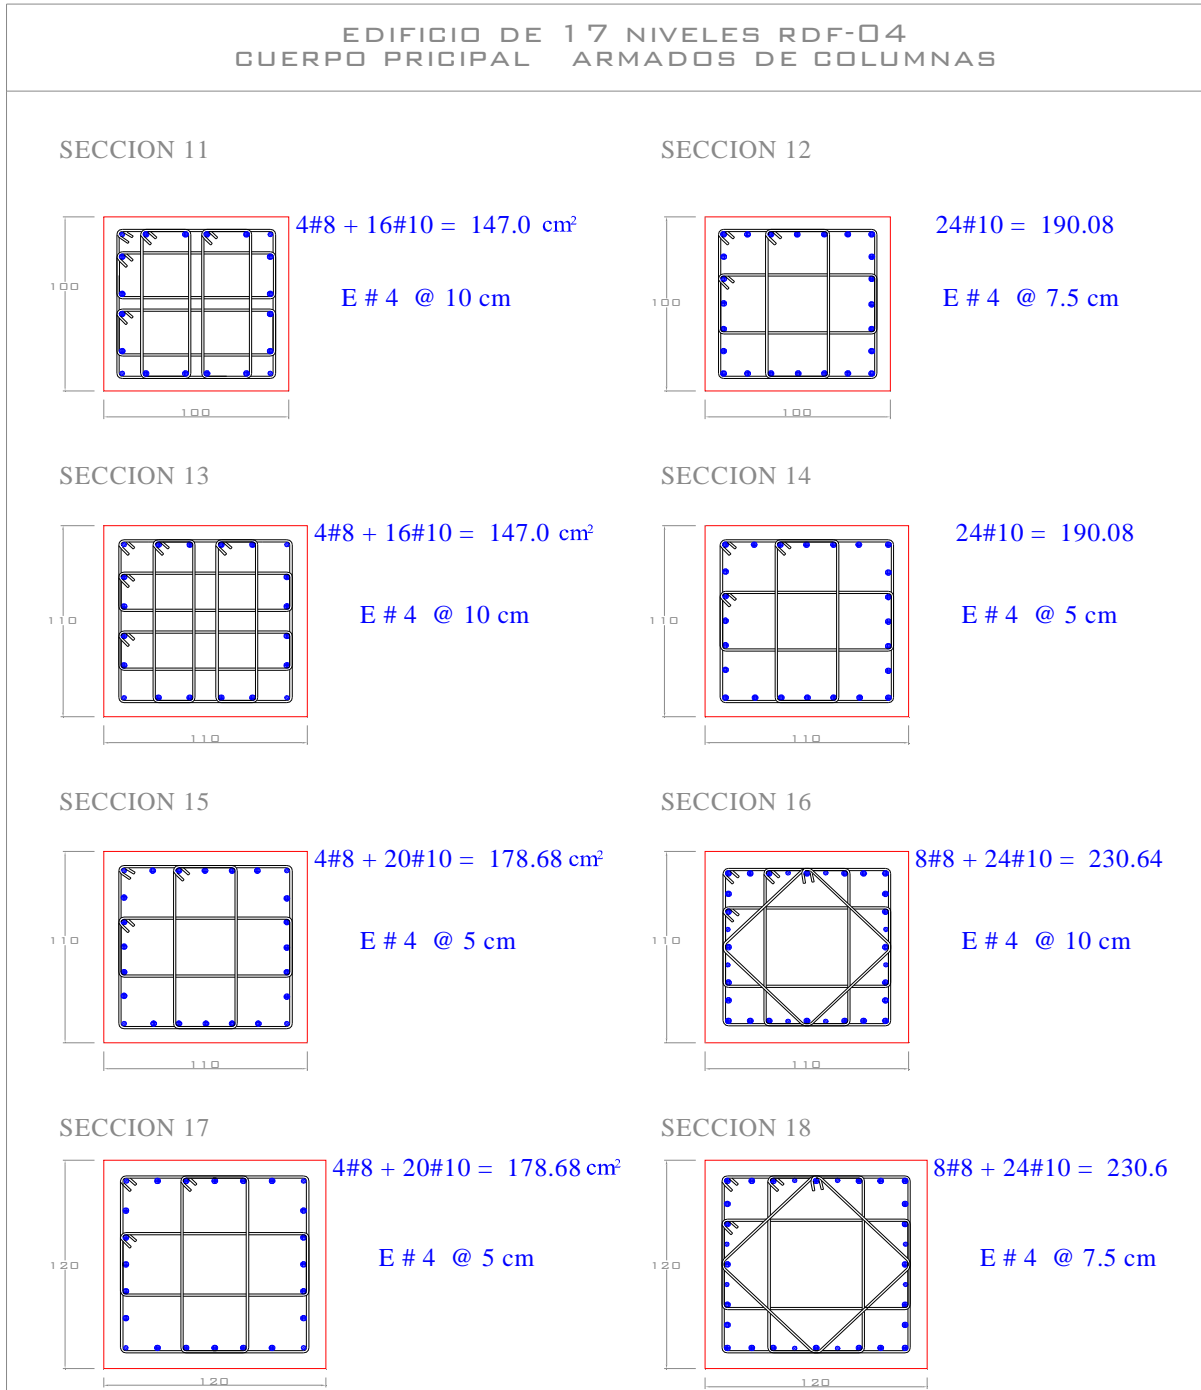 EDIFICIO DE 17 NIVELES RDF-04
CUERPO PRICIPAL ARMADOS DE COLUMNAS
SECCION 11
4#8 + 16#10 = 147.0 cm²
E # 4 @ 10 cm
100
100
SECCION 12
24#10 = 190.08
E # 4 @ 7.5 cm
100
100
SECCION 13
4#8 + 16#10 = 147.0 cm²
E # 4 @ 10 cm
110
110
SECCION 14
24#10 = 190.08
E # 4 @ 5 cm
110
110
SECCION 15
4#8 + 20#10 = 178.68 cm²
E # 4 @ 5 cm
110
110
SECCION 16
8#8 + 24#10 = 230.64
E # 4 @ 10 cm
110
110
SECCION 17
4#8 + 20#10 = 178.68 cm²
E # 4 @ 5 cm
120
120
SECCION 18
8#8 + 24#10 = 230.6
E # 4 @ 7.5 cm
120
120